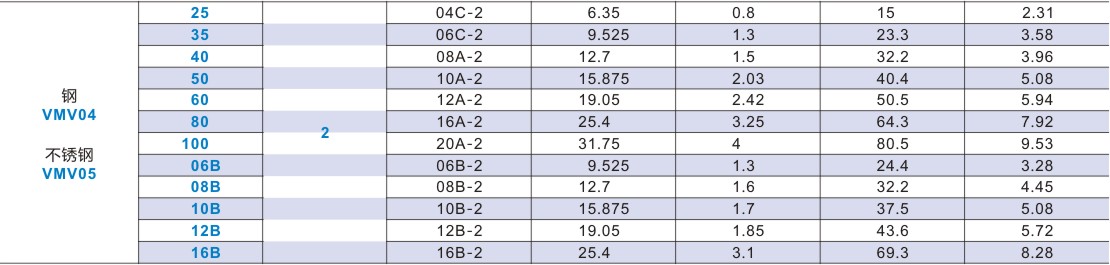 25 04C-2 6.35 0.8 15 2.31
35 06C-2 9.525 1.3 23.3 3.58
40 08A-2 12.7 1.5 32.2 3.96
50 10A-2 15.875 2.03 40.4 5.08
钢 60 12A-2 19.05 2.42 50.5 5.94
VMV04 80 16A-2 25.4 3.25 64.3 7.92
2
不锈钢 100 20A-2 31.75 4 80.5 9.53
VMV05 06B 06B-2 9.525 1.3 24.4 3.28
08B 08B-2 12.7 1.6 32.2 4.45
10B 10B-2 15.875 1.7 37.5 5.08
12B 12B-2 19.05 1.85 43.6 5.72
16B 16B-2 25.4 3.1 69.3 8.28